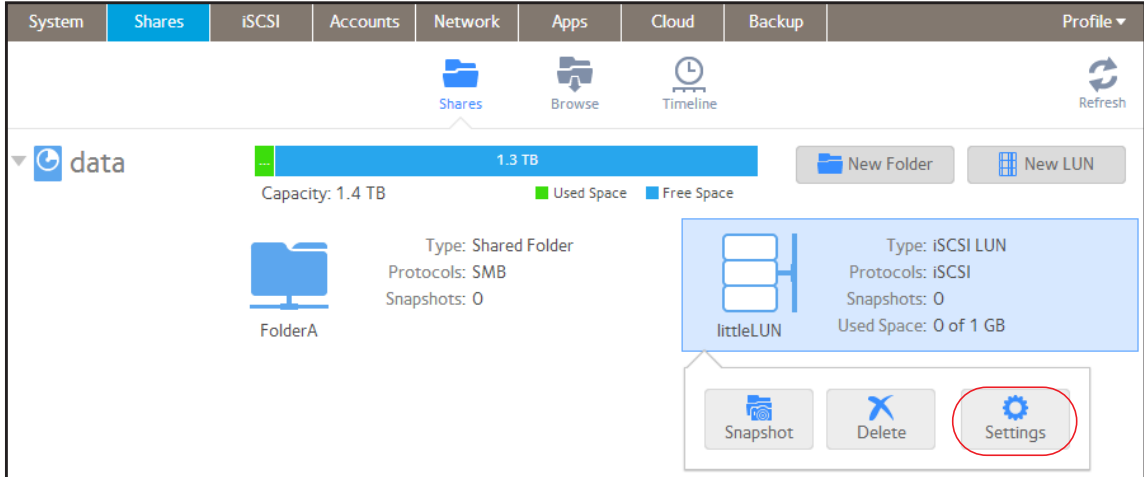 System Shares iSCSI Accounts Network Apps Cloud Backup Profile
Shares Browse Timeline Refresh
data
... 1.3 TB
New Folder New LUN
Capacity: 1.4 TB Used Space Free Space
Type: Shared Folder
Protocols: SMB
Snapshots: 0
FolderA
Type: iSCSI LUN
Protocols: iSCSI
Snapshots: 0
Used Space: 0 of 1 GB
littleLUN
Snapshot Delete Settings